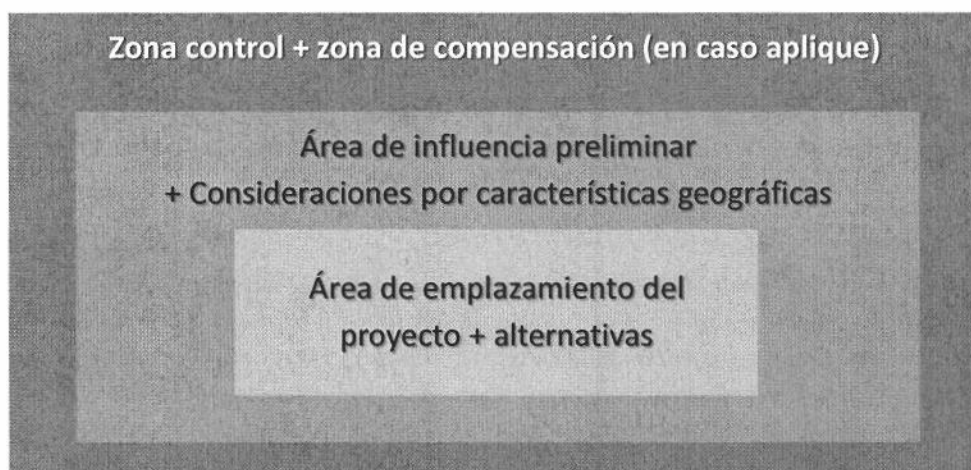 Zona control + zona de compensación (en caso aplique)
Área de influencia preliminar
+ Consideraciones por características geográficas
Área de emplazamiento del
proyecto + alternativas